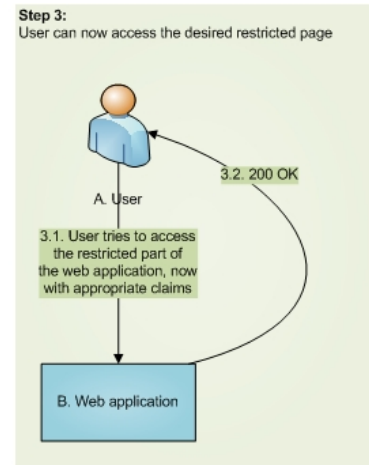 Step 3:
User can now access the desired restricted page
3.2. 200 OK
A. User
3.1. User tries to access
the restricted part of
the web application, now
with appropriate claims
B. Web application